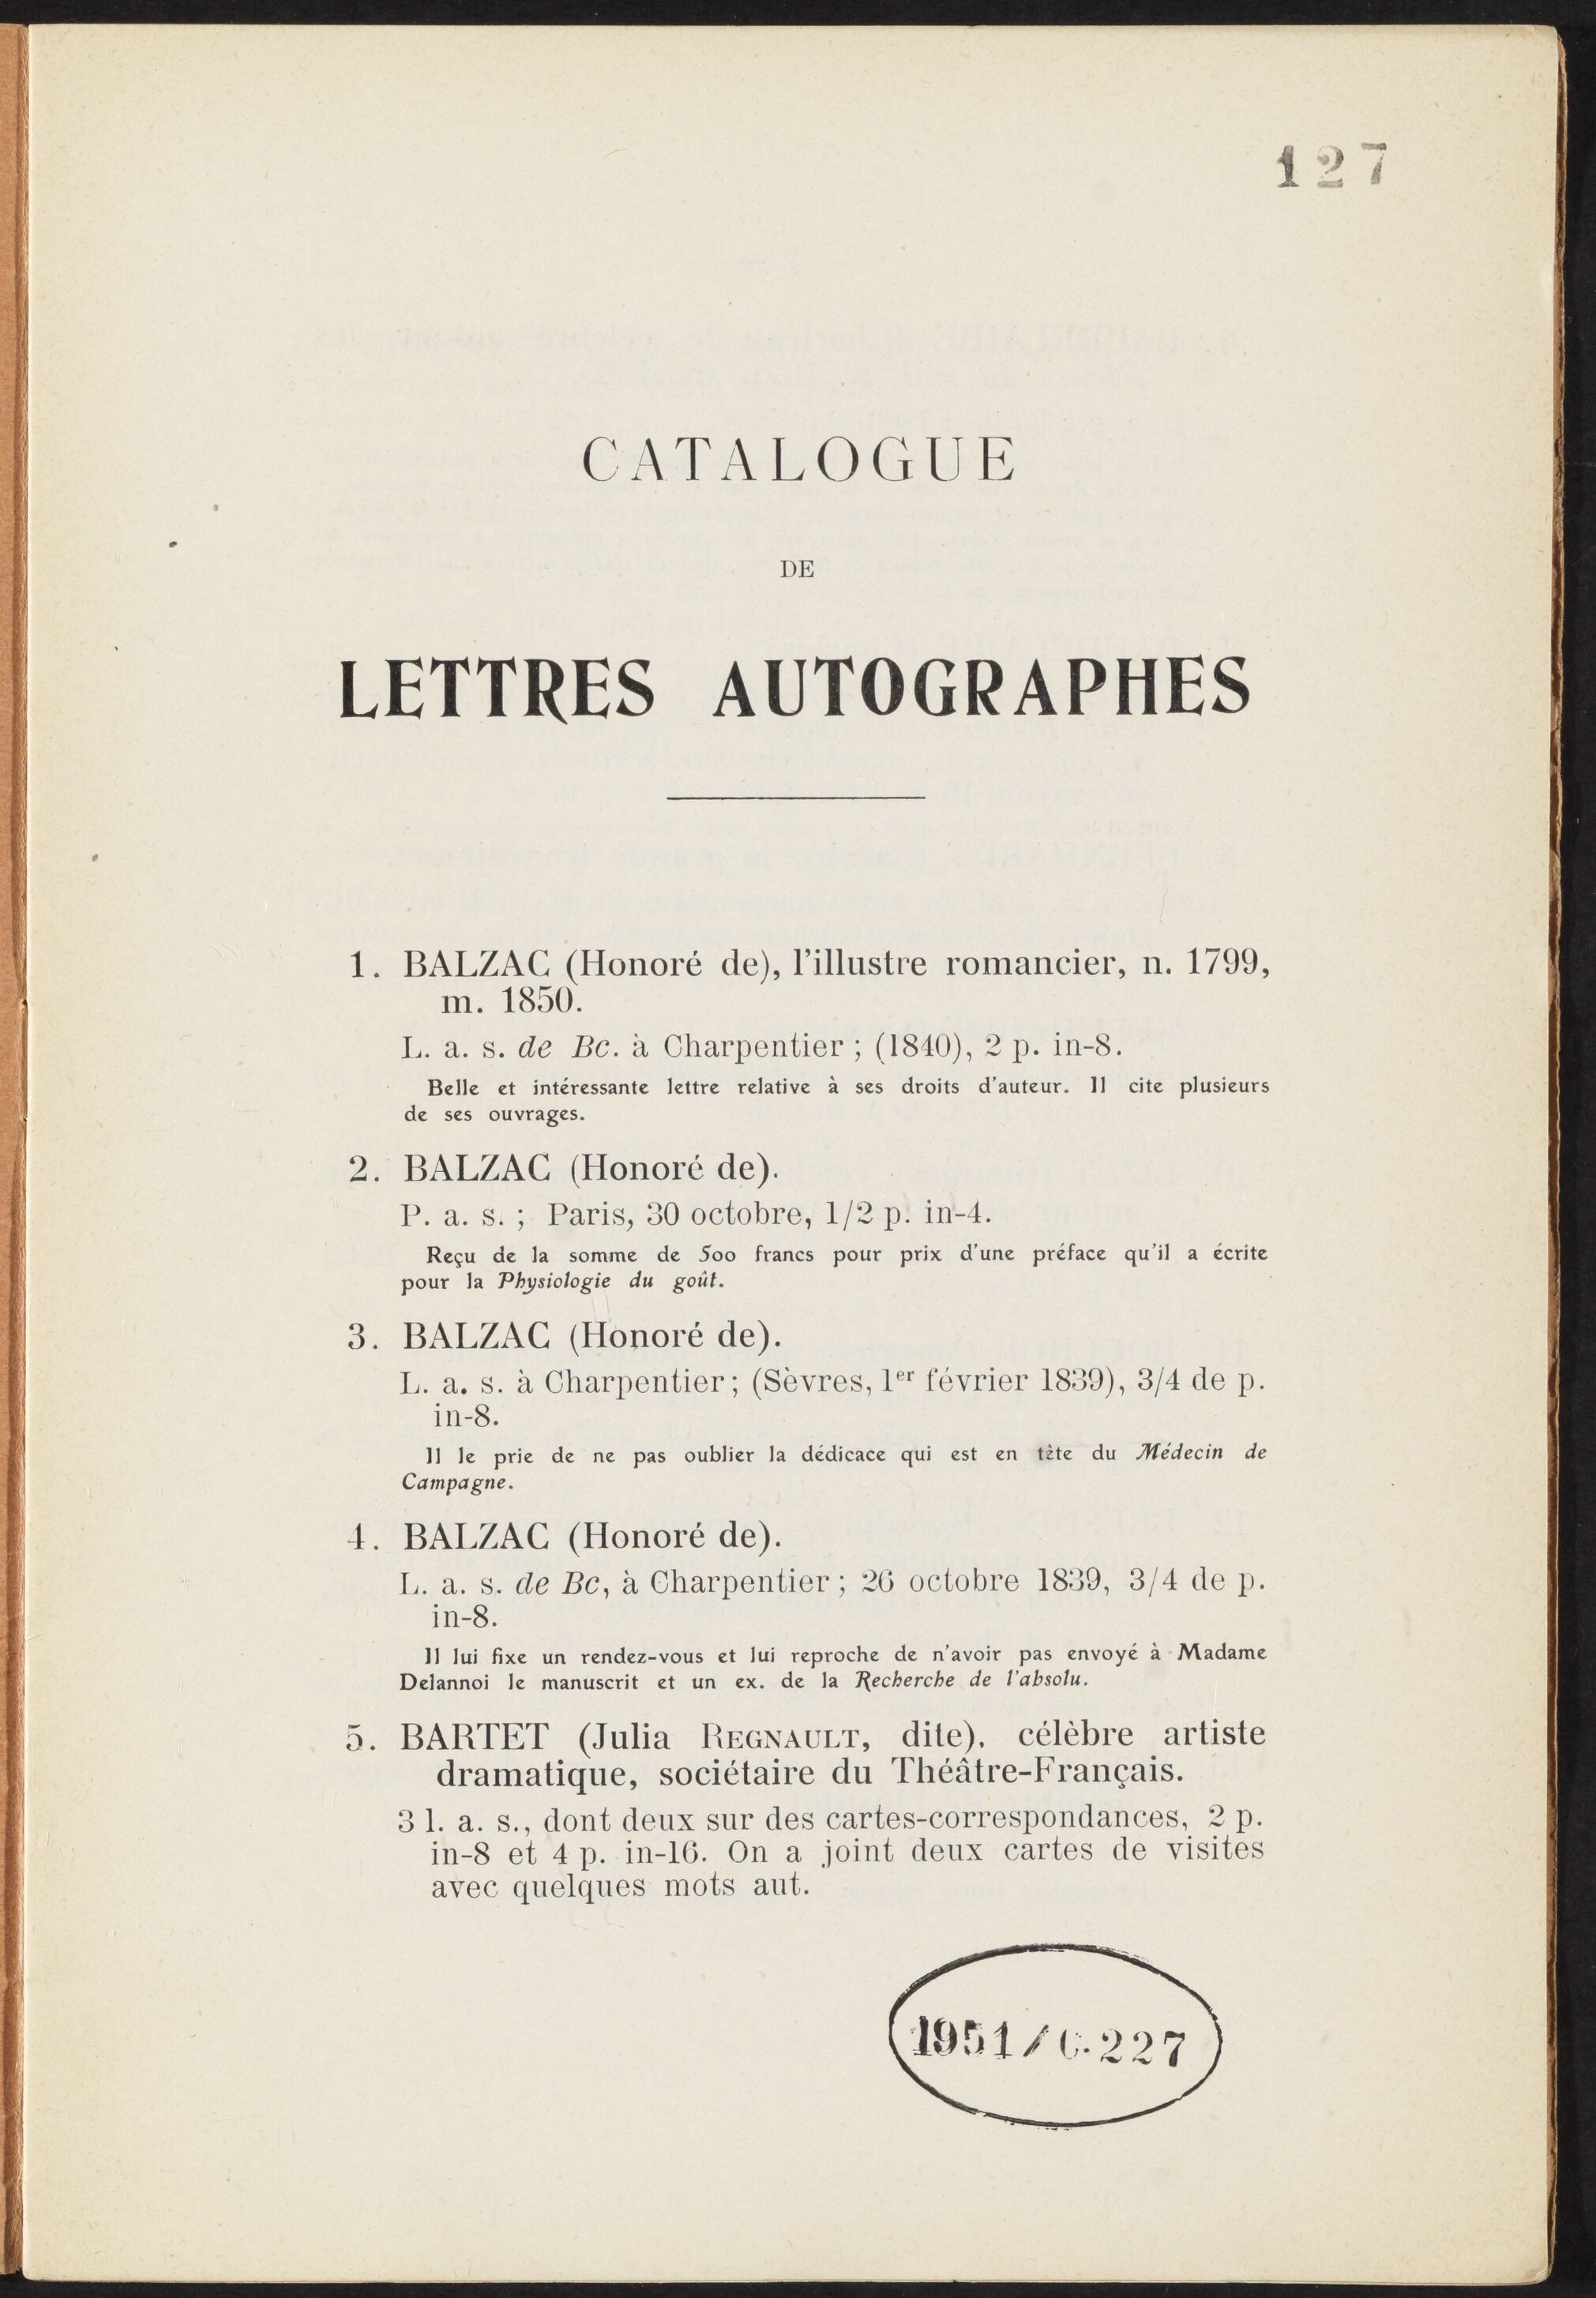 127
CATALOGUE
DE
LETTRES AUTOGRAPHES
1. BALZAC (Honoré de), l'illustre romancier, n. 1799,
m. 1850.
L. a. s. de Bc. à Charpentier ; (1840), 2 p. in-8.
Belle et intéressante lettre relative à ses droits d'auteur. Il cite plusieurs
de ses ouvrages.
2. BALZAC (Honoré de).
P. a. s. ; Paris, 30 octobre, 1/2 p. in-4.
Reçu de la somme de 500 francs pour prix d'une préface qu'il a écrite
pour la Physiologie du goût.
3. BALZAC (Honoré de).
L. a. s. à Charpentier ; (Sèvres, 1er février 1839), 3/4 de p.
in-8.
Il le prie de ne pas oublier la dédicace qui est en tête du Médecin de
Campagne.
4. BALZAC (Honoré de).
L. a. s. de Bc, à Charpentier ; 26 octobre 1839, 3/4 de p.
in-8.
Il lui fixe un rendez-vous et lui reproche de n'avoir pas envoyé à Madame
Delannoi le manuscrit et un ex. de la Recherche de l'absolu.
5. BARTET (Julia REGNAULT, dite). célèbre artiste
dramatique, sociétaire du Théâtre-Français.
3 l. a. s., dont deux sur des cartes-correspondances, 2 p.
in-8 et 4 p. in-16. On a joint deux cartes de visites
avec quelques mots aut.
1951/C.227